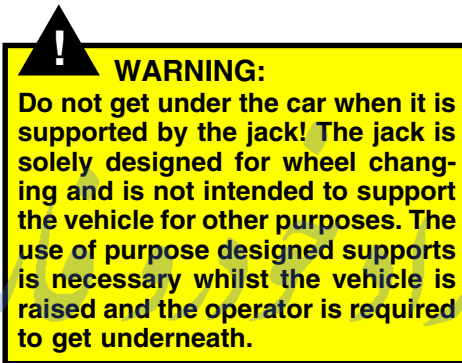 !
WARNING:
Do not get under the car when it is
supported by the jack! The jack is
solely designed for wheel chang-
ing and is not intended to support
the vehicle for other purposes. The
use of purpose designed supports
is necessary whilst the vehicle is
raised and the operator is required
to get underneath.